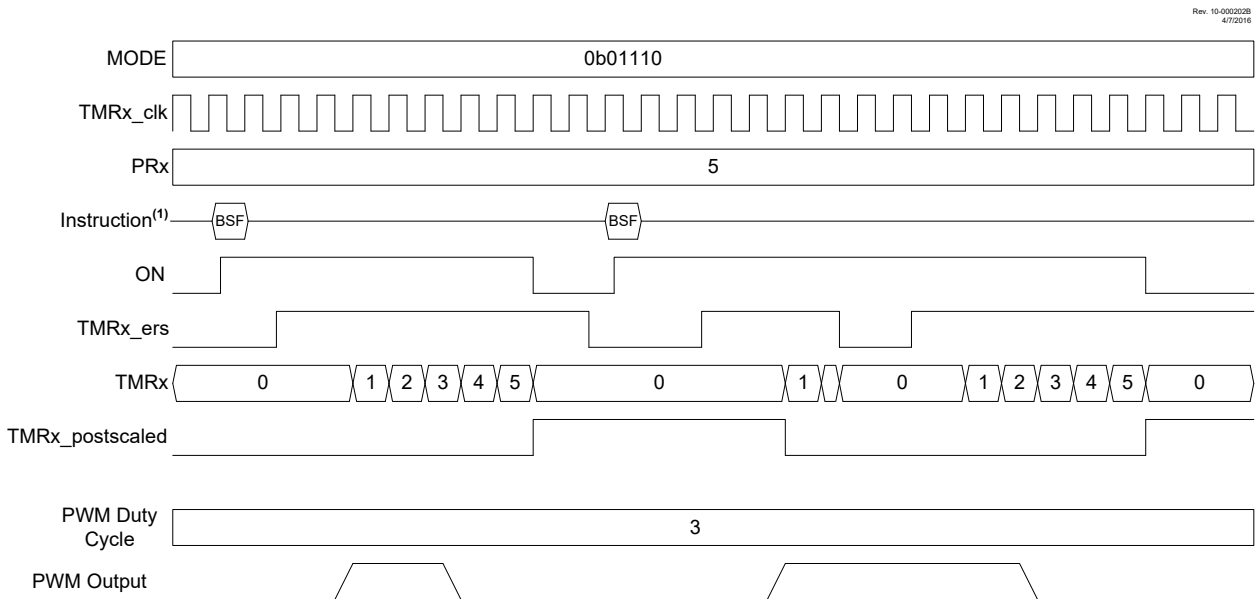 Rev. 10-000202B
4/7/2016
MODE 0b01110
TMRx_clk
PRx 5
Instruction(1) BSF BSF
ON
TMRx_ers
TMRx 0 1 2 3 4 5 0 1 0 1 2 3 4 5 0
TMRx_postscaled
PWM Duty
Cycle 3
PWM Output